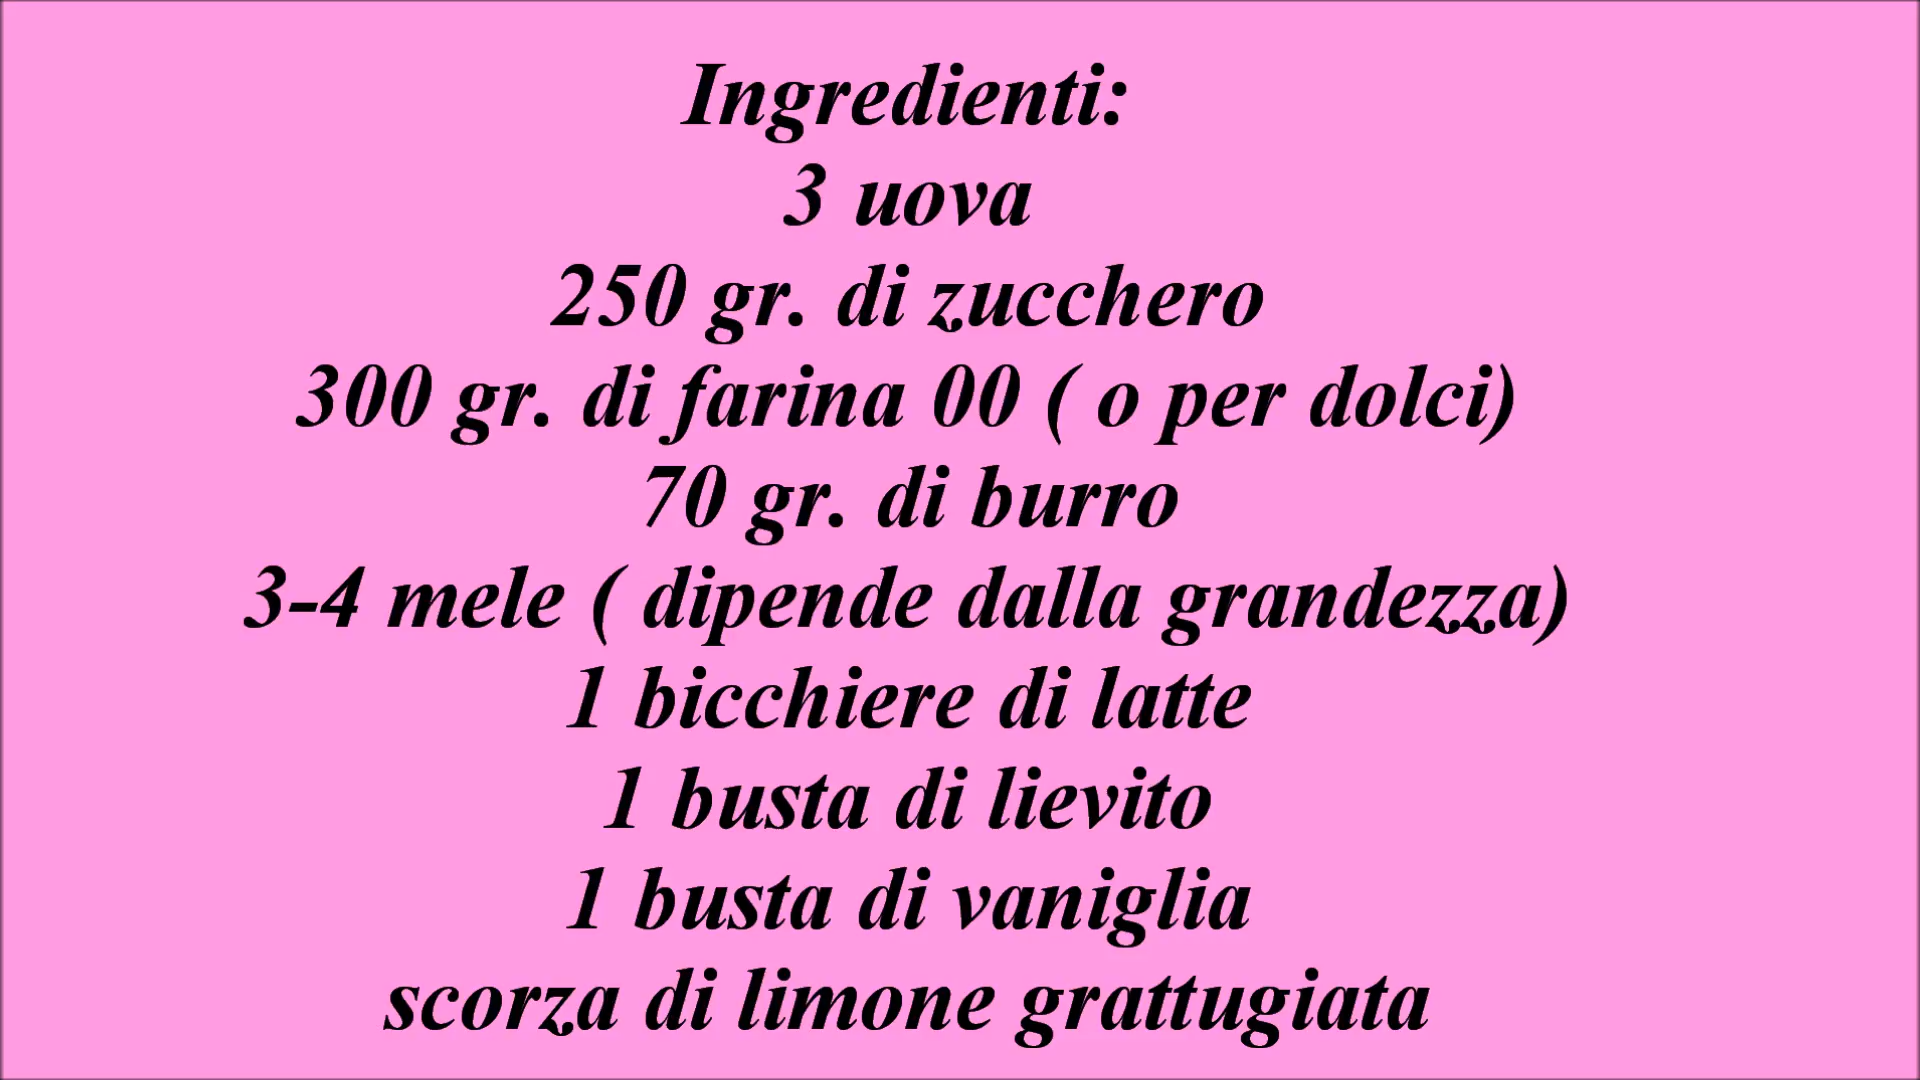 Ingredienti:
3 uova
250 gr. di zucchero
300 gr. di farina 00 ( o per dolci)
70 gr. di burro
3-4 mele ( dipende dalla grandezza)
1 bicchiere di latte
1 busta di lievito
1 busta di vaniglia
scorza di limone grattugiata